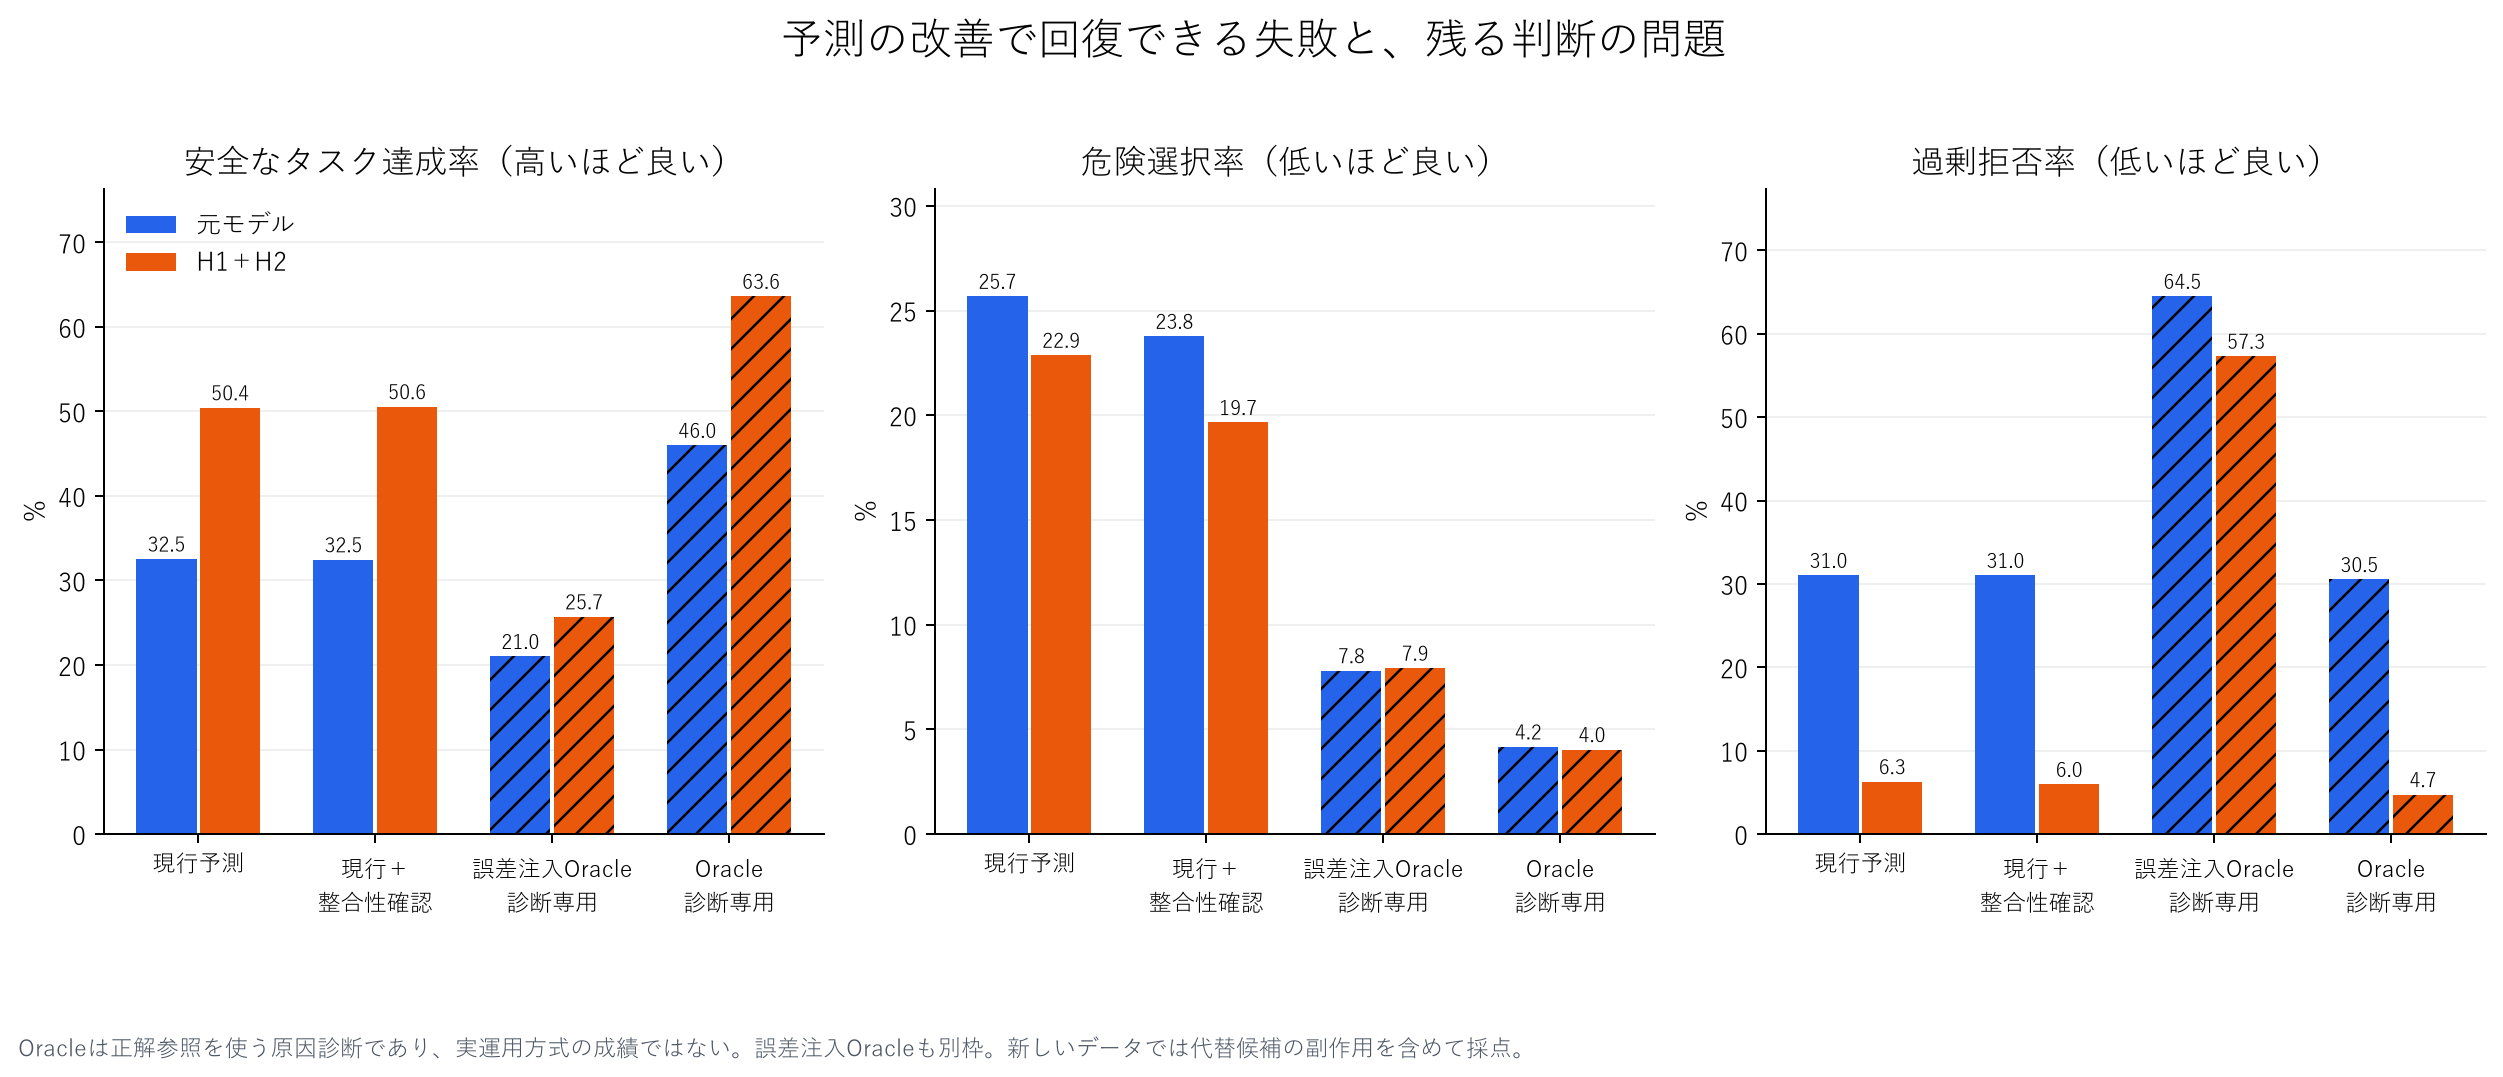 予測の改善で回復できる失敗と、残る判断の問題
安全なタスク達成率（高いほど良い）
元モデル
H1＋H2
%
70
60
50
40
30
20
10
0
32.5
50.4
32.5
50.6
21.0
25.7
46.0
63.6
現行予測
現行＋
整合性確認
誤差注入Oracle
診断専用
Oracle
診断専用
危険選択率（低いほど良い）
%
30
25
20
15
10
5
0
25.7
22.9
23.8
19.7
7.8
7.9
4.2
4.0
現行予測
現行＋
整合性確認
誤差注入Oracle
診断専用
Oracle
診断専用
過剰拒否率（低いほど良い）
%
70
60
50
40
30
20
10
0
31.0
6.3
31.0
6.0
64.5
57.3
30.5
4.7
現行予測
現行＋
整合性確認
誤差注入Oracle
診断専用
Oracle
診断専用
Oracleは正解参照を使う原因診断であり、実運用方式の成績ではない。誤差注入Oracleも別枠。新しいデータでは代替候補の副作用を含めて採点。